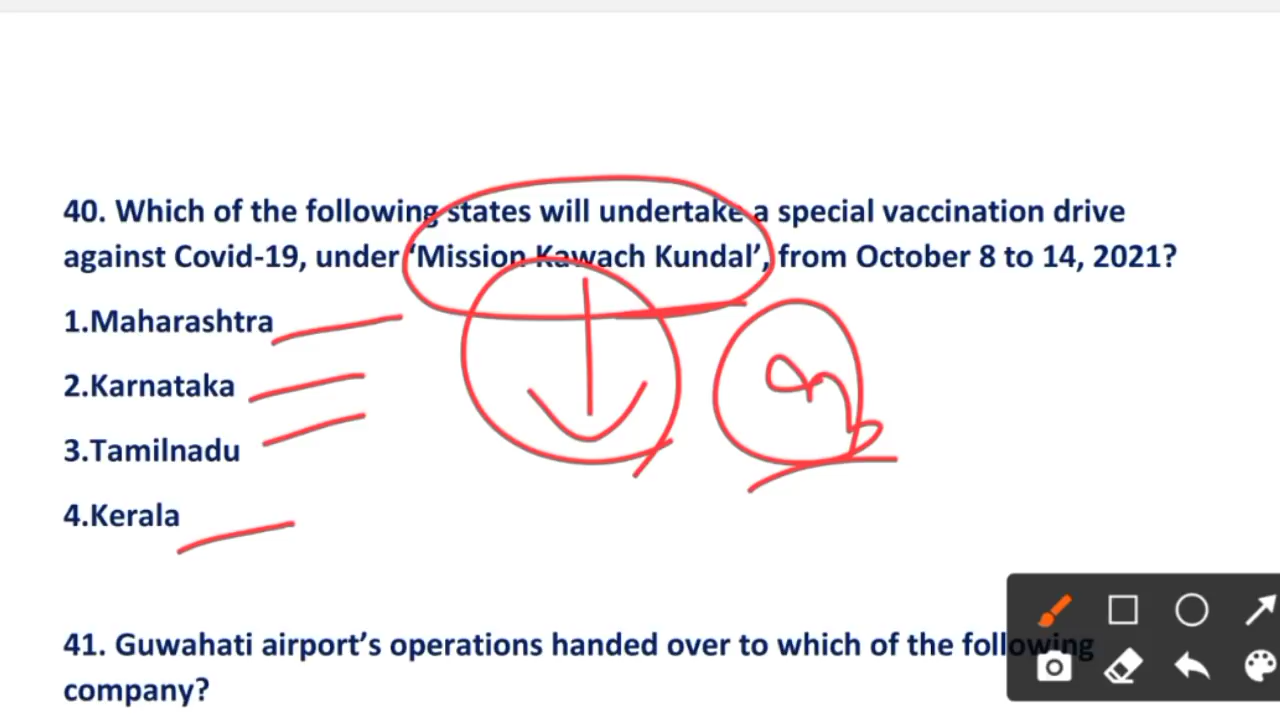 40. Which of the following states will undertake a special vaccination drive
against Covid-19, under ‘Mission Kawach Kundal’, from October 8 to 14, 2021?
1.Maharashtra
2.Karnataka
3.Tamilnadu
4.Kerala
41. Guwahati airport’s operations handed over to which of the following
company?